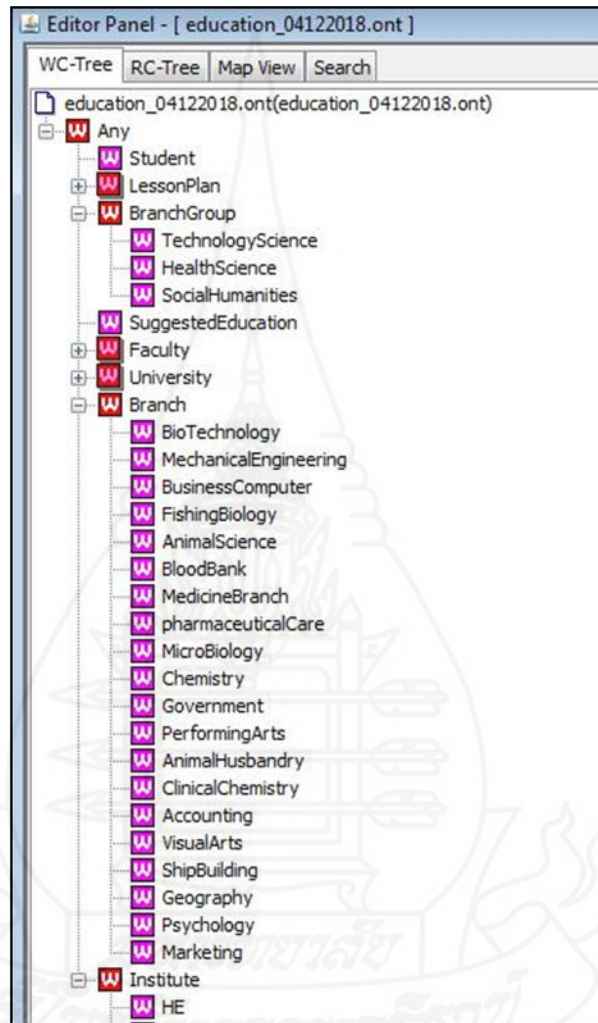 Editor Panel - [ education_04122018.ont ]
WC-Tree RC-Tree Map View Search
education_04122018.ont(education_04122018.ont)
Any
Student
LessonPlan
BranchGroup
TechnologyScience
HealthScience
SocialHumanities
SuggestedEducation
Faculty
University
Branch
BioTechnology
MechanicalEngineering
BusinessComputer
FishingBiology
AnimalScience
BloodBank
MedicineBranch
pharmaceuticalCare
MicroBiology
Chemistry
Government
PerformingArts
AnimalHusbandry
ClinicalChemistry
Accounting
VisualArts
ShipBuilding
Geography
Psychology
Marketing
Institute
HE